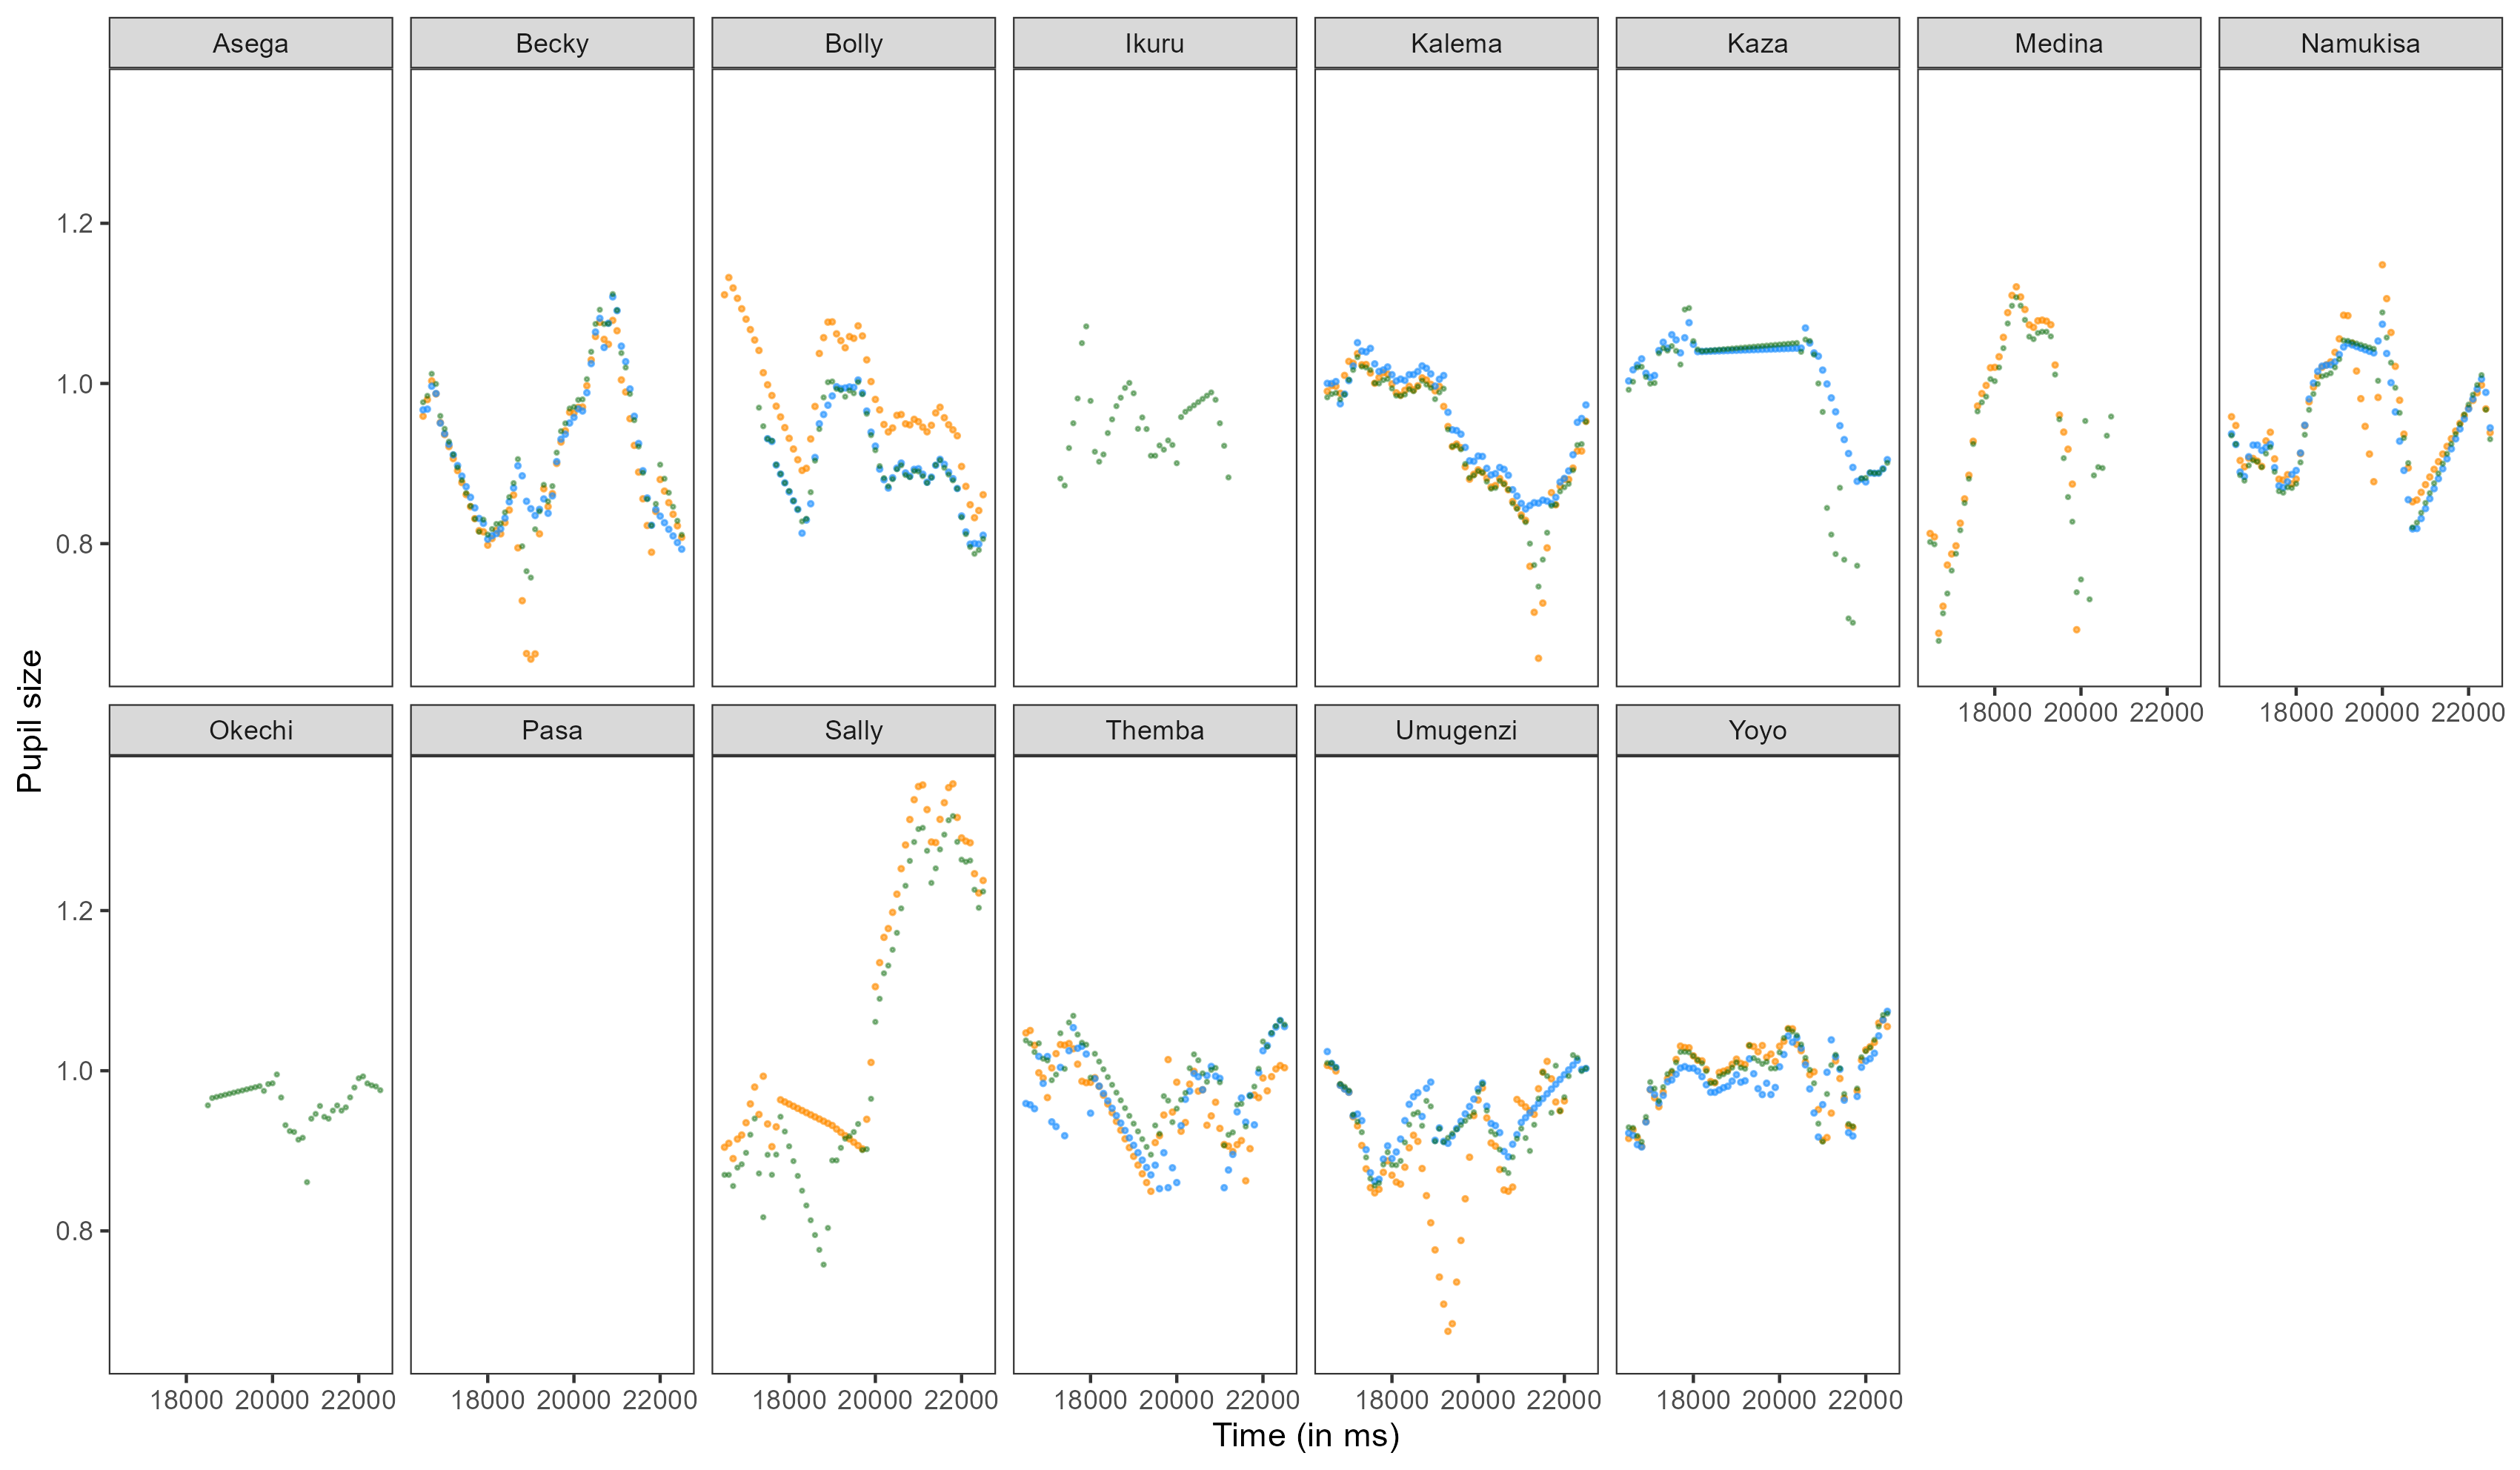 Asega Becky Bolly Ikuru Kalema Kaza Medina Namukisa
1.2
1.0
0.8
18000 20000 22000 18000 20000 22000
Pupil size
Okechi Pasa Sally Themba Umugenzi Yoyo
1.2
1.0
0.8
18000 20000 22000 18000 20000 22000 18000 20000 22000 18000 20000 22000 18000 20000 22000 18000 20000 22000
Time (in ms)